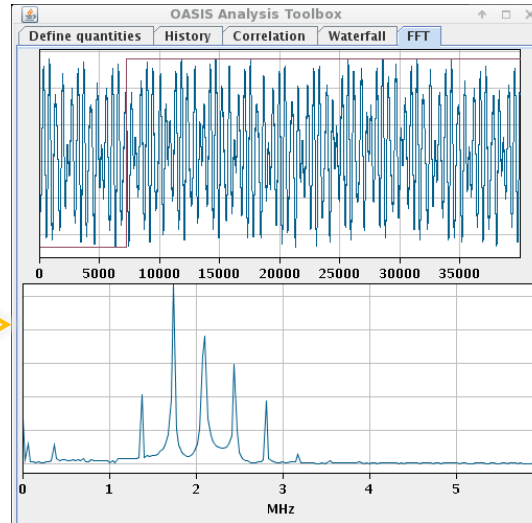 OASIS Analysis Toolbox
Define quantities History Correlation Waterfall FFT
0 5000 10000 15000 20000 25000 30000 35000
0 1 2 3 4 5
MHz